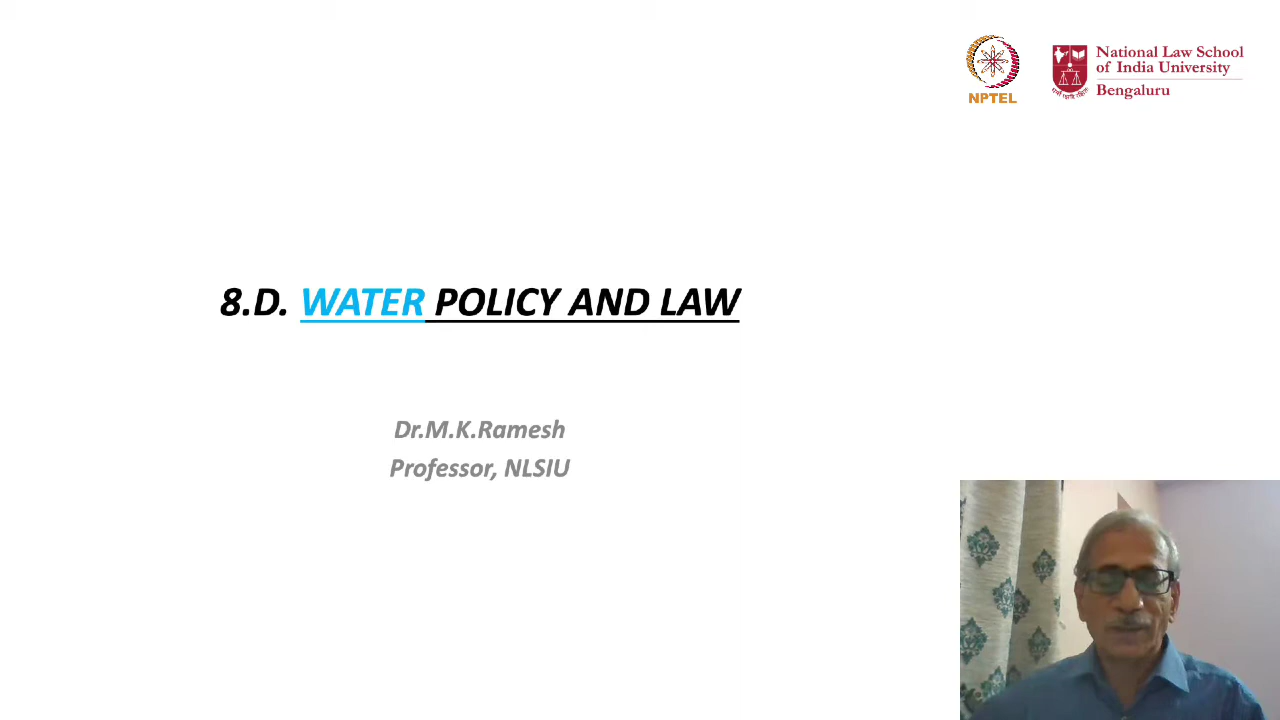 NPTEL
National Law School
of India University
Bengaluru
8.D. WATER POLICY AND LAW
Dr.M.K.Ramesh
Professor, NLSIU